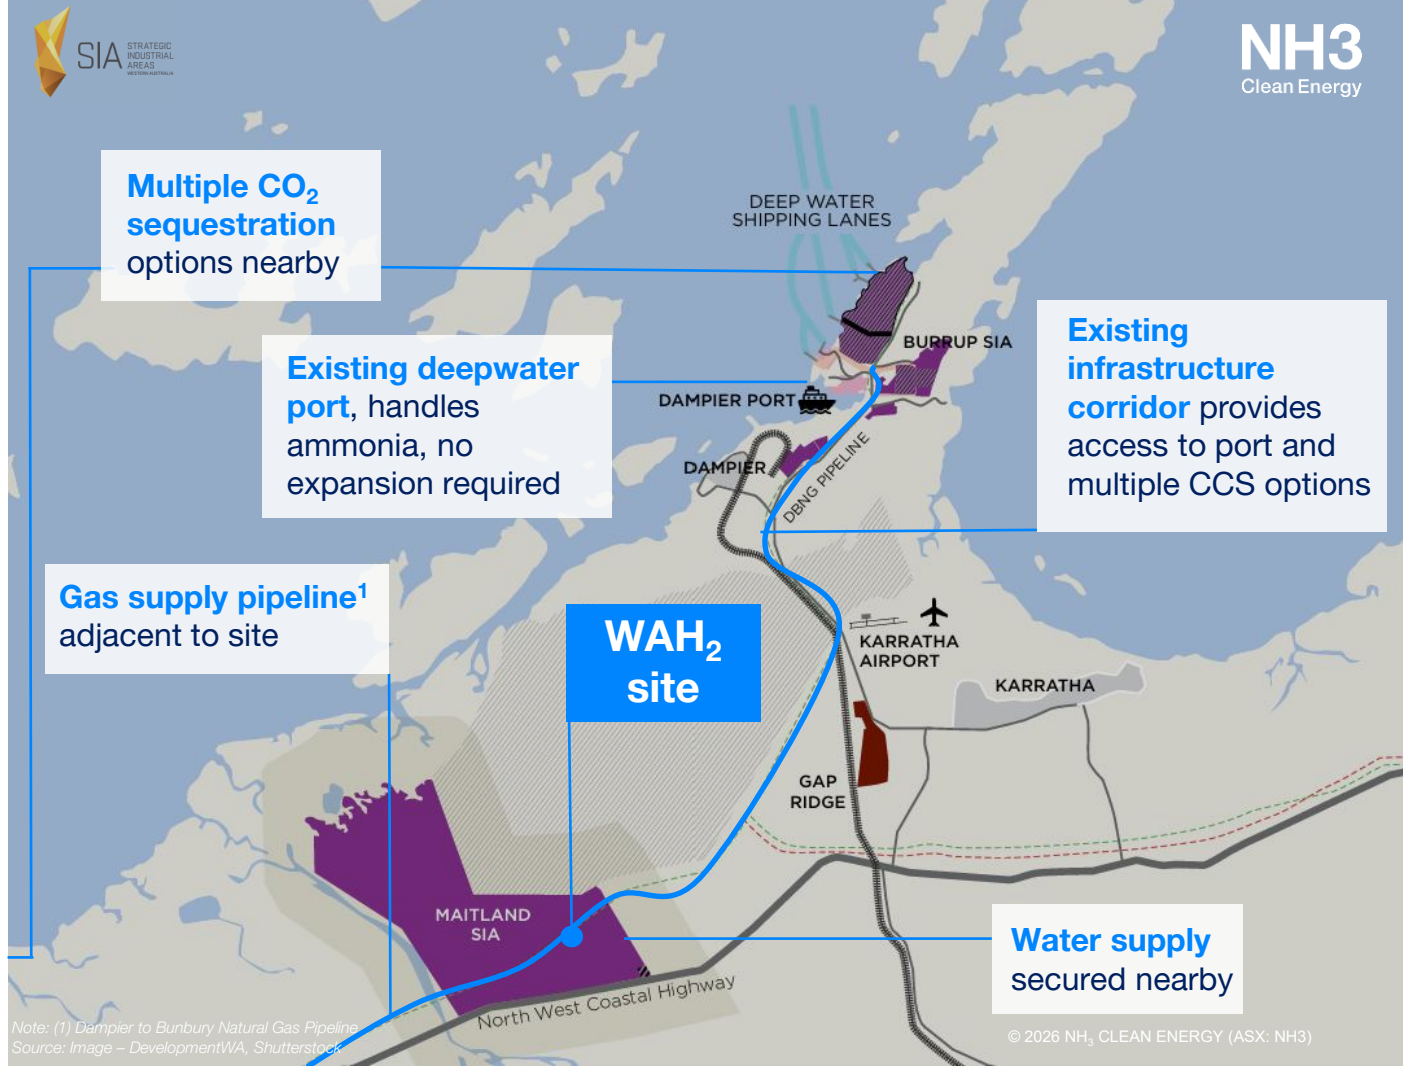 SIA
STRATEGIC
INDUSTRIAL
AREAS
WESTERN AUSTRALIA
NH3
Clean Energy
Multiple CO₂
sequestration
options nearby
DEEP WATER
SHIPPING LANES
Existing deepwater
port, handles
ammonia, no
expansion required
BURRUP SIA
DAMPIER PORT
DAMPIER
DBNG PIPELINE
Existing
infrastructure
corridor provides
access to port and
multiple CCS options
Gas supply pipeline¹
adjacent to site
WAH₂
site
KARRATHA
AIRPORT
KARRATHA
GAP
RIDGE
MAITLAND
SIA
North West Coastal Highway
Water supply
secured nearby
Note: (1) Dampier to Bunbury Natural Gas Pipeline
Source: Image – DevelopmentWA, Shutterstock
© 2026 NH₃ CLEAN ENERGY (ASX: NH3)